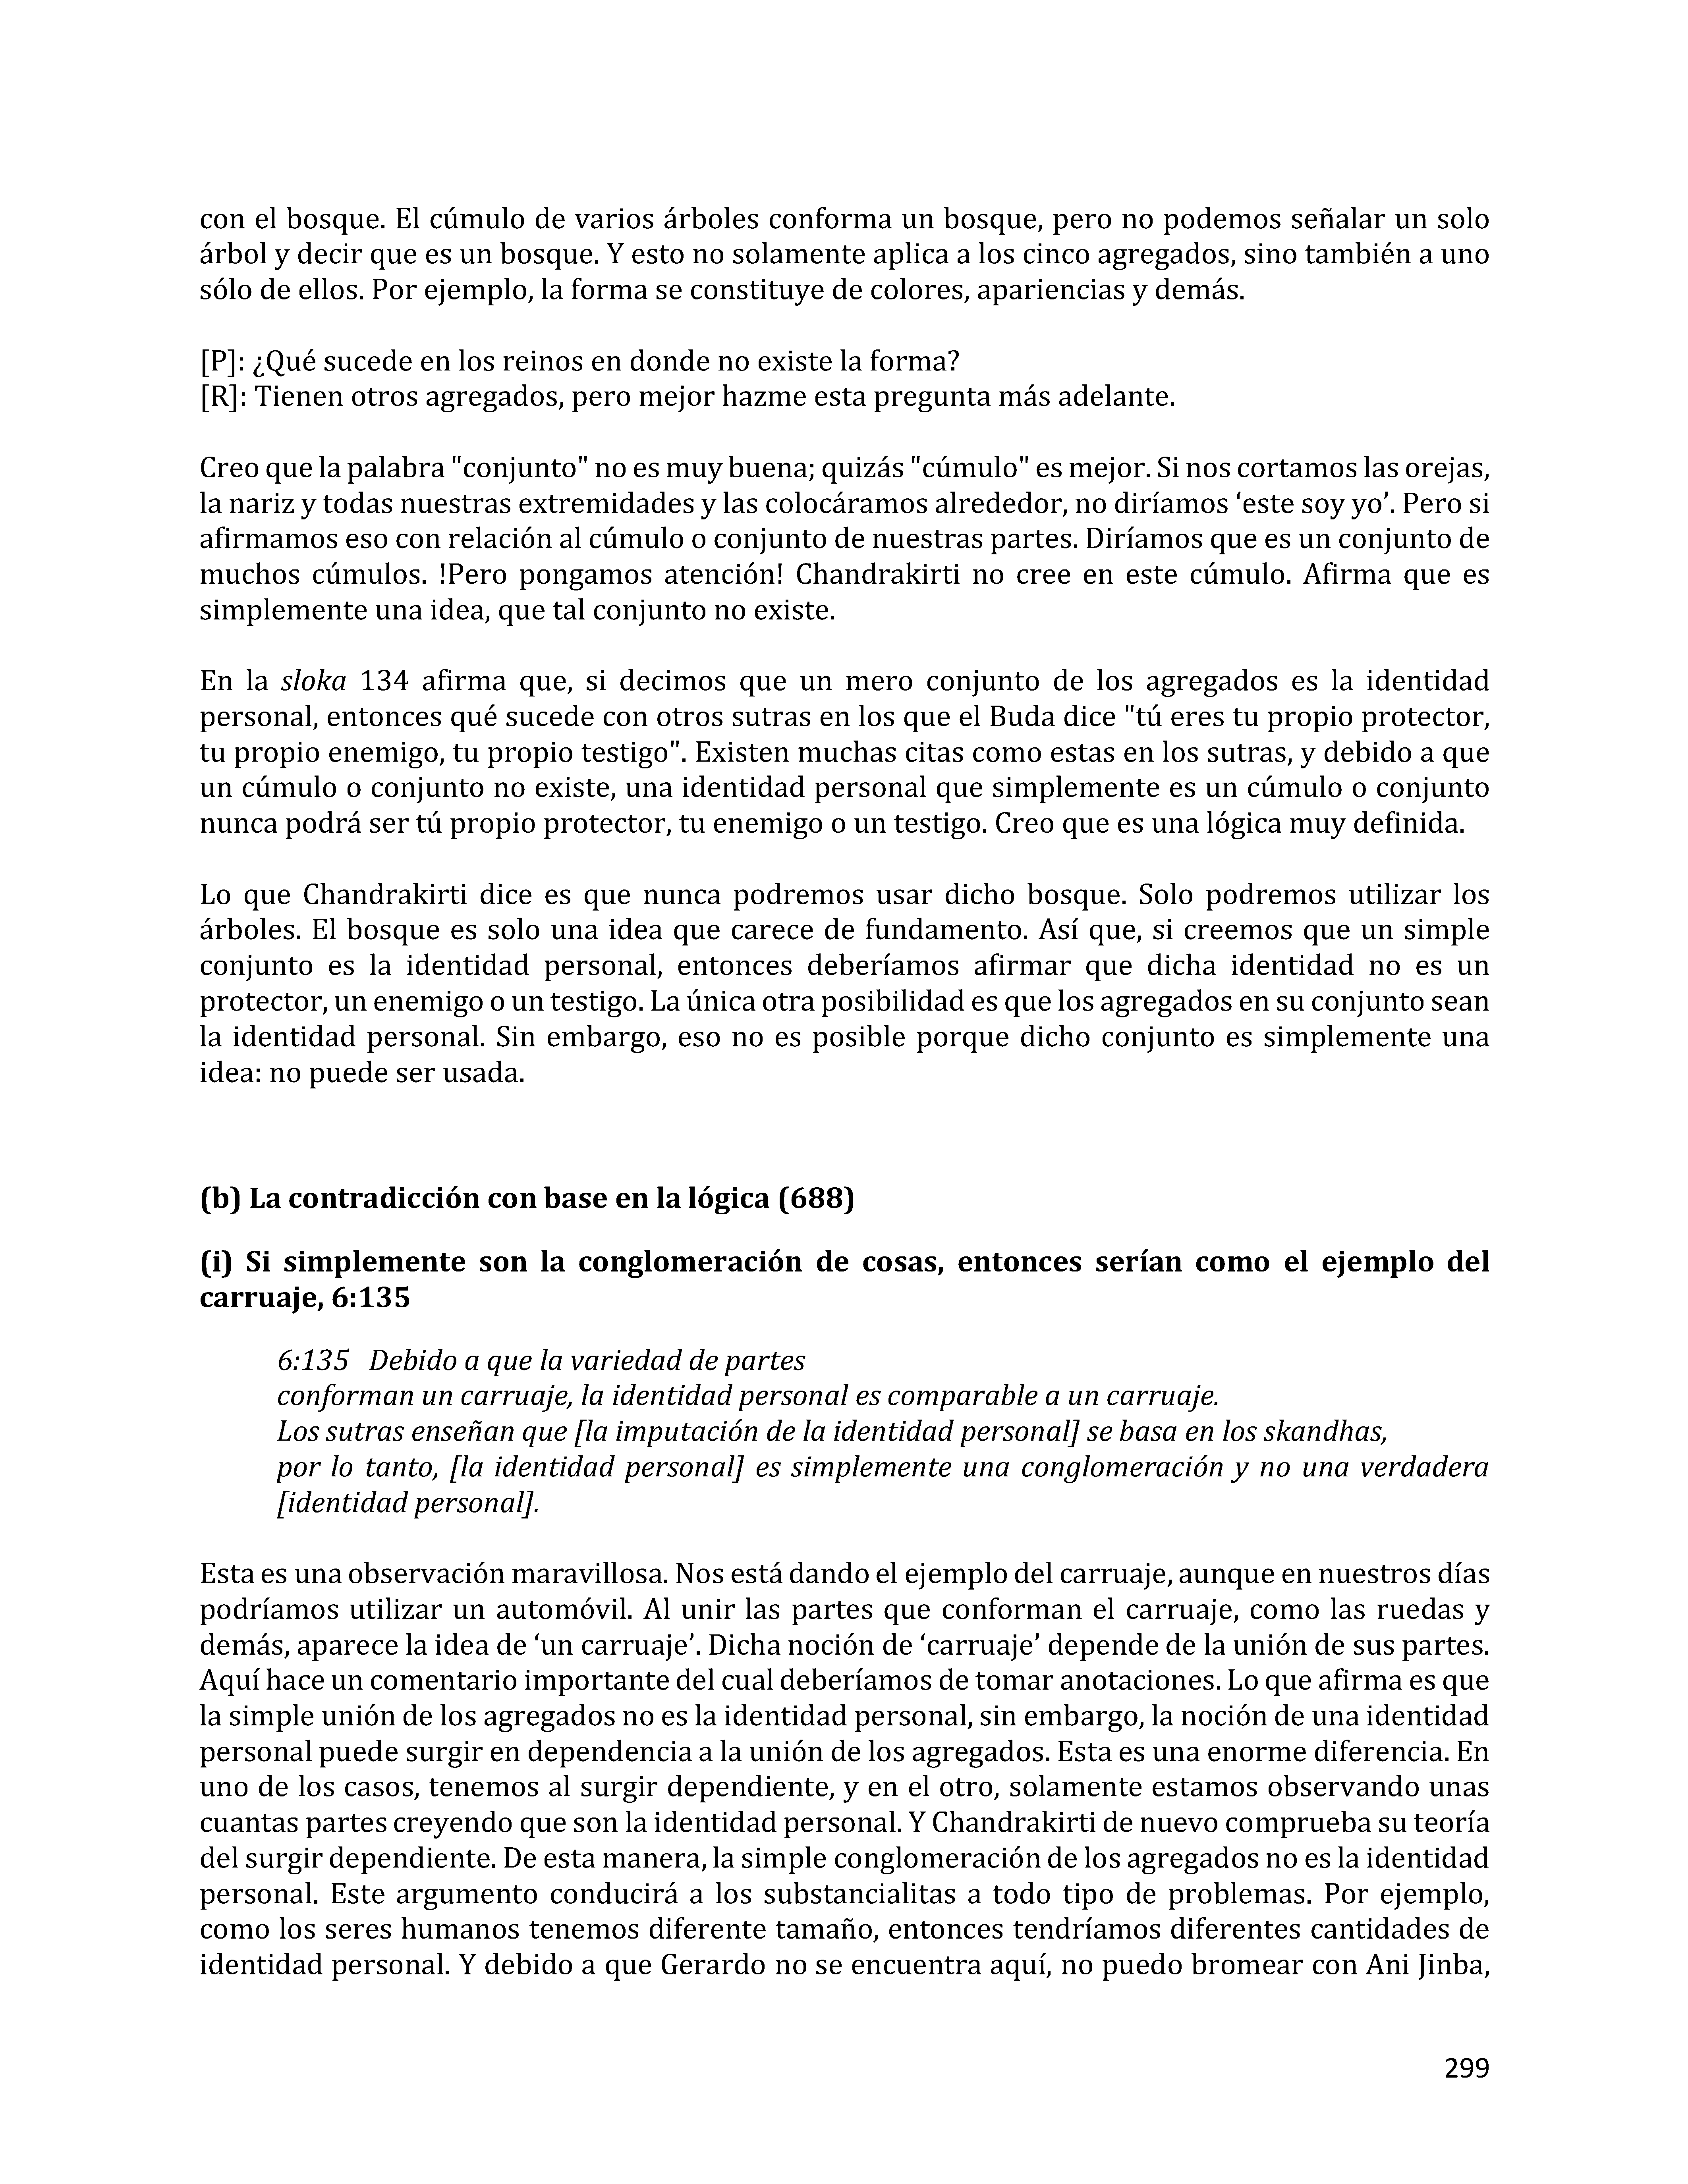 con el bosque. El cúmulo de varios árboles conforma un bosque, pero no podemos señalar un solo
árbol y decir que es un bosque. Y esto no solamente aplica a los cinco agregados, sino también a uno
sólo de ellos. Por ejemplo, la forma se constituye de colores, apariencias y demás.
[P]: ¿Qué sucede en los reinos en donde no existe la forma?
[R]: Tienen otros agregados, pero mejor hazme esta pregunta más adelante.
Creo que la palabra "conjunto" no es muy buena; quizás "cúmulo" es mejor. Si nos cortamos las orejas,
la nariz y todas nuestras extremidades y las colocáramos alrededor, no diríamos ‘este soy yo’. Pero si
afirmamos eso con relación al cúmulo o conjunto de nuestras partes. Diríamos que es un conjunto de
muchos cúmulos. !Pero pongamos atención! Chandrakirti no cree en este cúmulo. Afirma que es
simplemente una idea, que tal conjunto no existe.
En la sloka 134 afirma que, si decimos que un mero conjunto de los agregados es la identidad
personal, entonces qué sucede con otros sutras en los que el Buda dice "tú eres tu propio protector,
tu propio enemigo, tu propio testigo". Existen muchas citas como estas en los sutras, y debido a que
un cúmulo o conjunto no existe, una identidad personal que simplemente es un cúmulo o conjunto
nunca podrá ser tú propio protector, tu enemigo o un testigo. Creo que es una lógica muy definida.
Lo que Chandrakirti dice es que nunca podremos usar dicho bosque. Solo podremos utilizar los
árboles. El bosque es solo una idea que carece de fundamento. Así que, si creemos que un simple
conjunto es la identidad personal, entonces deberíamos afirmar que dicha identidad no es un
protector, un enemigo o un testigo. La única otra posibilidad es que los agregados en su conjunto sean
la identidad personal. Sin embargo, eso no es posible porque dicho conjunto es simplemente una
idea: no puede ser usada.
(b) La contradicción con base en la lógica (688)
(i) Si simplemente son la conglomeración de cosas, entonces serían como el ejemplo del
carruaje, 6:135
6:135 Debido a que la variedad de partes
conforman un carruaje, la identidad personal es comparable a un carruaje.
Los sutras enseñan que [la imputación de la identidad personal] se basa en los skandhas,
por lo tanto, [la identidad personal] es simplemente una conglomeración y no una verdadera
[identidad personal].
Esta es una observación maravillosa. Nos está dando el ejemplo del carruaje, aunque en nuestros días
podríamos utilizar un automóvil. Al unir las partes que conforman el carruaje, como las ruedas y
demás, aparece la idea de ‘un carruaje’. Dicha noción de ‘carruaje’ depende de la unión de sus partes.
Aquí hace un comentario importante del cual deberíamos de tomar anotaciones. Lo que afirma es que
la simple unión de los agregados no es la identidad personal, sin embargo, la noción de una identidad
personal puede surgir en dependencia a la unión de los agregados. Esta es una enorme diferencia. En
uno de los casos, tenemos al surgir dependiente, y en el otro, solamente estamos observando unas
cuantas partes creyendo que son la identidad personal. Y Chandrakirti de nuevo comprueba su teoría
del surgir dependiente. De esta manera, la simple conglomeración de los agregados no es la identidad
personal. Este argumento conducirá a los substancialitas a todo tipo de problemas. Por ejemplo,
como los seres humanos tenemos diferente tamaño, entonces tendríamos diferentes cantidades de
identidad personal. Y debido a que Gerardo no se encuentra aquí, no puedo bromear con Ani Jinba,
299